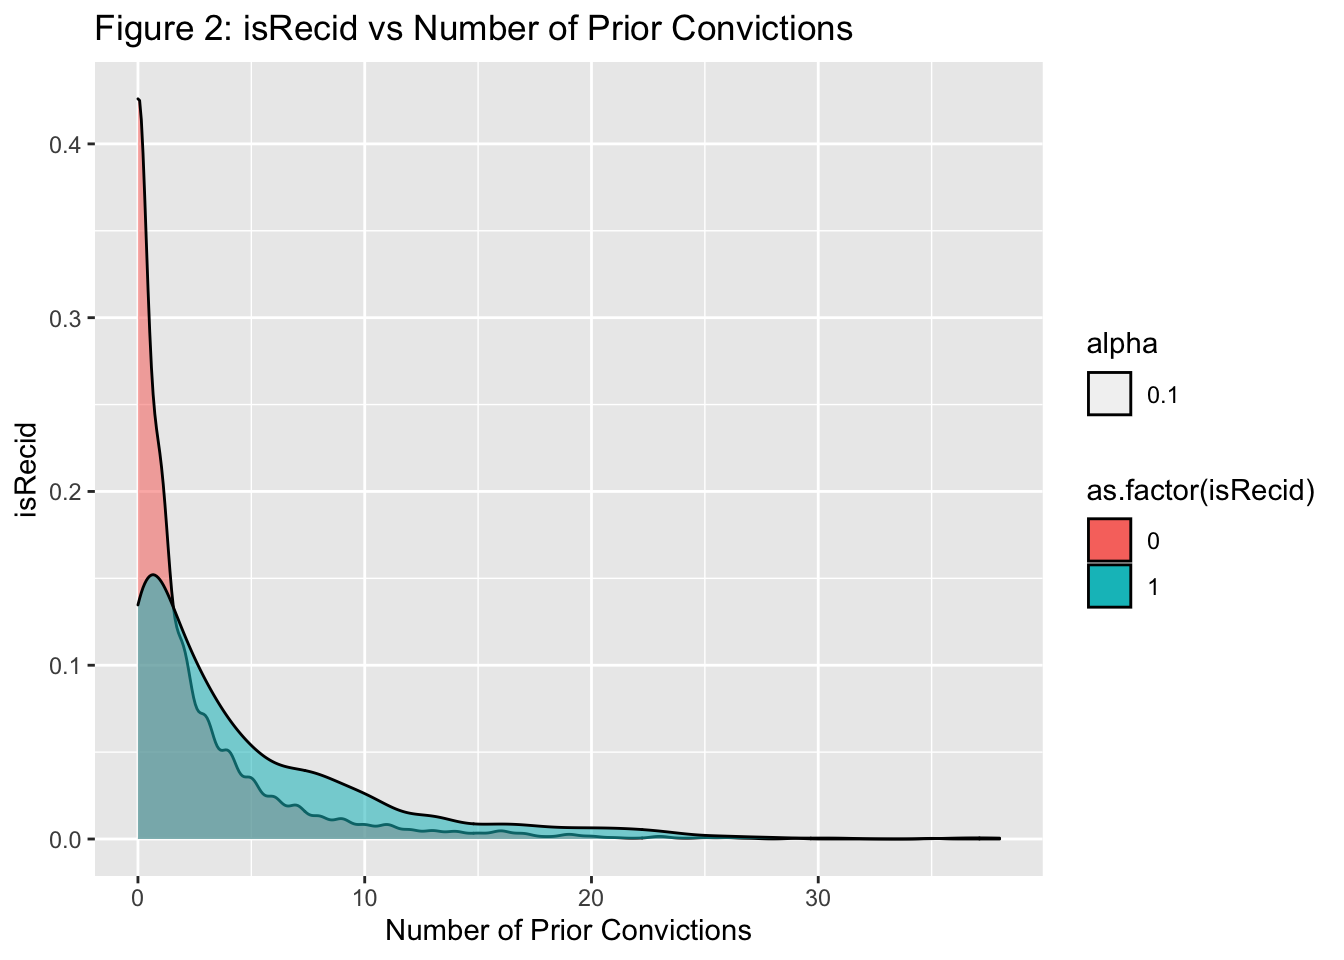 Figure 2: isRecid vs Number of Prior Convictions
0.4
0.3
0.2
0.1
0.0
isRecid
0
10
20
30
Number of Prior Convictions
alpha
0.1
as.factor(isRecid)
0
1